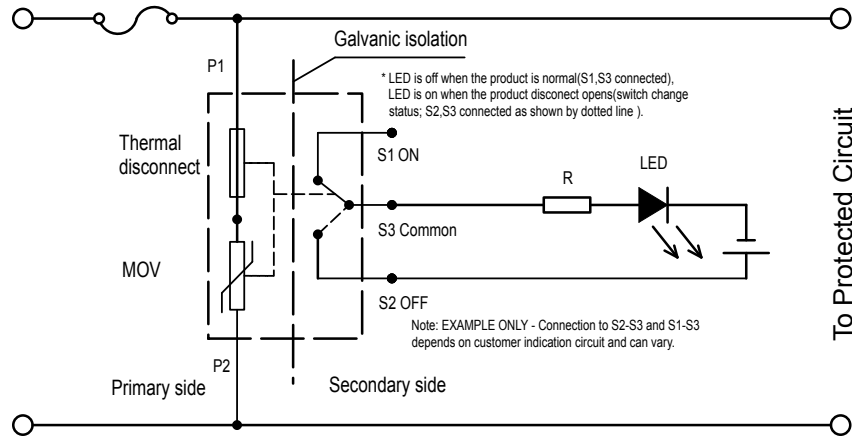 Galvanic isolation
P1
* LED is off when the product is normal(S1,S3 connected),
LED is on when the product disconect opens(switch change
status; S2,S3 connected as shown by dotted line ).
Thermal
disconnect
S1 ON
R
LED
S3 Common
MOV
S2 OFF
Note: EXAMPLE ONLY - Connection to S2-S3 and S1-S3
depends on customer indication circuit and can vary.
P2
Primary side
Secondary side
To Protected Circuit